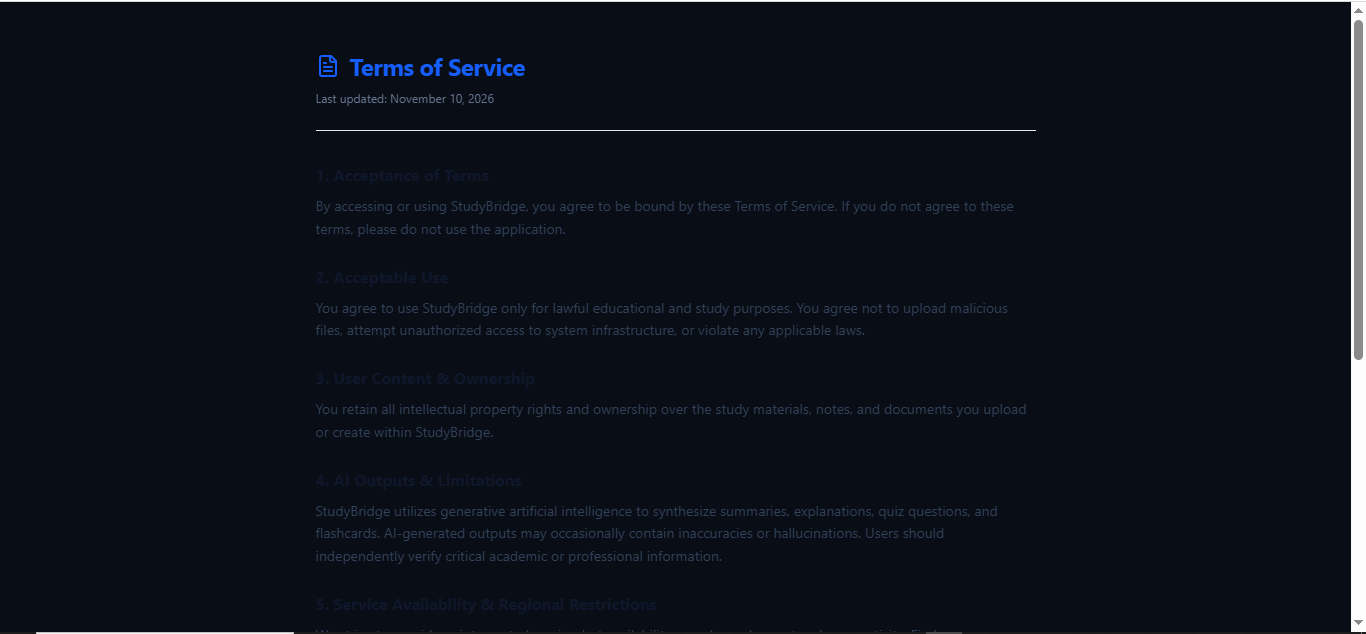 Terms of Service
Last updated: November 10, 2026
1. Acceptance of Terms
By accessing or using StudyBridge, you agree to be bound by these Terms of Service. If you do not agree to these
terms, please do not use the application.
2. Acceptable Use
You agree to use StudyBridge only for lawful educational and study purposes. You agree not to upload malicious
files, attempt unauthorized access to system infrastructure, or violate any applicable laws.
3. User Content & Ownership
You retain all intellectual property rights and ownership over the study materials, notes, and documents you upload
or create within StudyBridge.
4. AI Outputs & Limitations
StudyBridge utilizes generative artificial intelligence to synthesize summaries, explanations, quiz questions, and
flashcards. AI-generated outputs may occasionally contain inaccuracies or hallucinations. Users should
independently verify critical academic or professional information.
5. Service Availability & Regional Restrictions